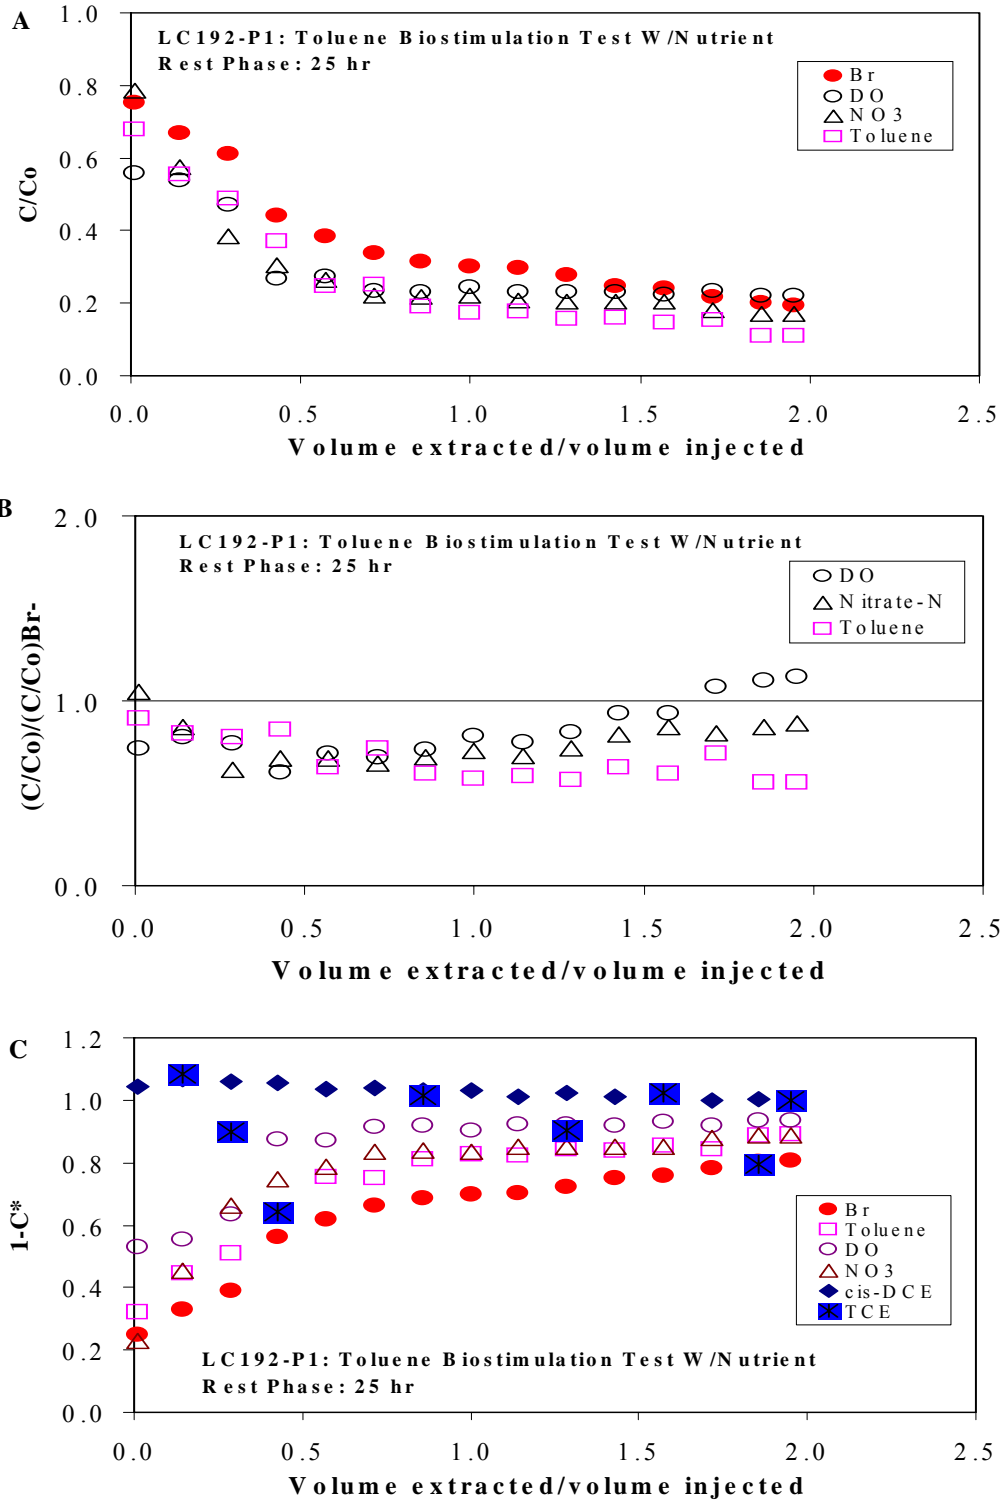 A
1.0
LC192-P1: Toluene Biostimulation Test W/Nutrient
Rest Phase: 25 hr
Br
DO
NO3
Toluene
0.8
0.6
0.4
0.2
0.0
C/Co
0.0 0.5 1.0 1.5 2.0 2.5
Volume extracted/volume injected
B
2.0
LC192-P1: Toluene Biostimulation Test W/Nutrient
Rest Phase: 25 hr
DO
Nitrate-N
Toluene
1.0
0.0
(C/Co)/(C/Co)Br-
0.0 0.5 1.0 1.5 2.0 2.5
Volume extracted/volume injected
C
1.2
1.0
0.8
0.6
0.4
0.2
0.0
1-C*
Br
Toluene
DO
NO3
cis-DCE
TCE
LC192-P1: Toluene Biostimulation Test W/Nutrient
Rest Phase: 25 hr
0.0 0.5 1.0 1.5 2.0 2.5
Volume extracted/volume injected